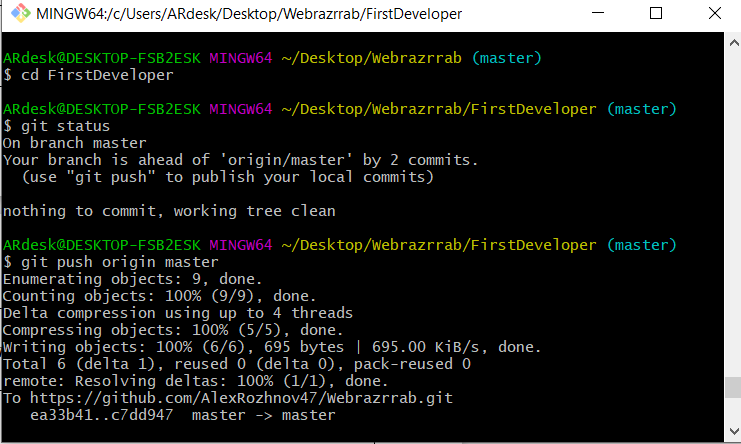 MINGW64:/c/Users/ARdesk/Desktop/Webrazrrab/FirstDeveloper
ARdesk@DESKTOP-FSB2ESK MINGW64 ~/Desktop/Webrazrrab (master)
$ cd FirstDeveloper
ARdesk@DESKTOP-FSB2ESK MINGW64 ~/Desktop/Webrazrrab/FirstDeveloper (master)
$ git status
On branch master
Your branch is ahead of 'origin/master' by 2 commits.
  (use "git push" to publish your local commits)
nothing to commit, working tree clean
ARdesk@DESKTOP-FSB2ESK MINGW64 ~/Desktop/Webrazrrab/FirstDeveloper (master)
$ git push origin master
Enumerating objects: 9, done.
Counting objects: 100% (9/9), done.
Delta compression using up to 4 threads
Compressing objects: 100% (5/5), done.
Writing objects: 100% (6/6), 695 bytes | 695.00 KiB/s, done.
Total 6 (delta 1), reused 0 (delta 0), pack-reused 0
remote: Resolving deltas: 100% (1/1), done.
To https://github.com/AlexRozhnov47/Webrazrrab.git
   ea33b41..c7dd947  master -> master